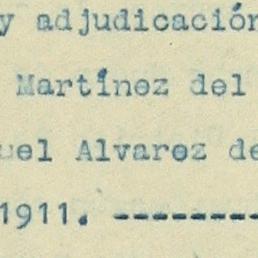 y adjudicación
Martínez del
uel Alvarez de
1911. ---------